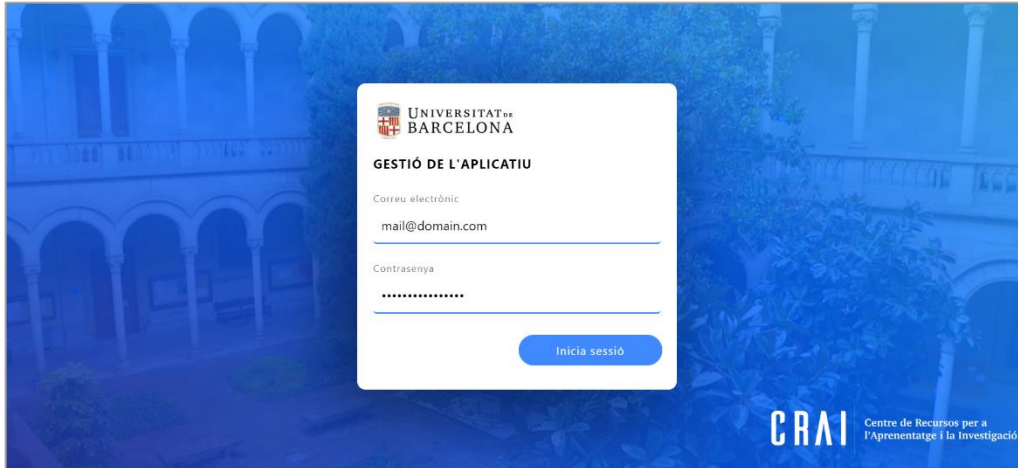 UNIVERSITAT DE
BARCELONA
GESTIÓ DE L'APLICATIU
Correu electrònic
mail@domain.com
Contrasenya
••••••••••••••••
Inicia sessió
CRAI
Centre de Recursos per a
l'Aprenentatge i la Investigació